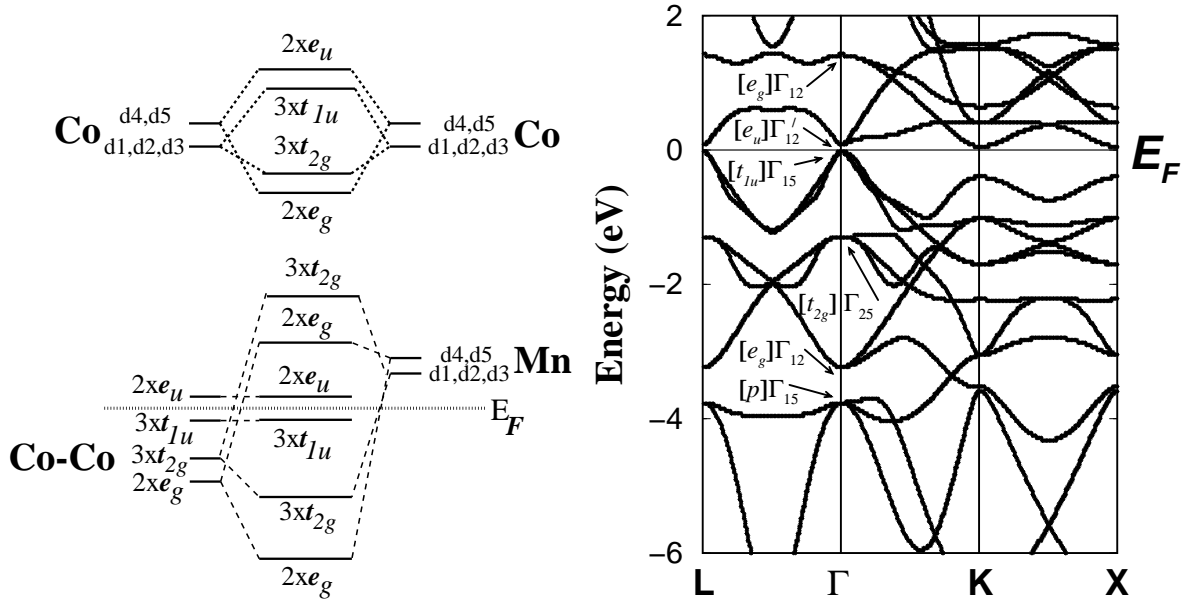 2xe_u
d4,d5
Co
d1,d2,d3
3xt_1u
3xt_2g
d4,d5
d1,d2,d3
Co
2xe_g
3xt_2g
2xe_g
d4,d5
d1,d2,d3
Mn
2xe_u
2xe_u
E_F
3xt_1u
3xt_1u
Co-Co
3xt_2g
2xe_g
3xt_2g
2xe_g
Energy (eV)
2
0
−2
−4
−6
[e_g]Γ_12
[e_u]Γ_12^/
[t_1u]Γ_15
[t_2g]Γ_25
[e_g]Γ_12
[p]Γ_15
E_F
L
Γ
K
X